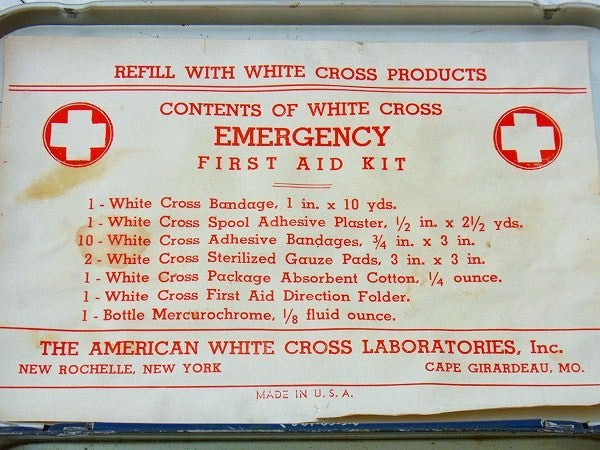 REFILL WITH WHITE CROSS PRODUCTS
CONTENTS OF WHITE CROSS
EMERGENCY
FIRST AID KIT
1 - White Cross Bandage, 1 in. x 10 yds.
1 - White Cross Spool Adhesive Plaster, 1/2 in. x 2 1/2 yds.
10 - White Cross Adhesive Bandages, 3/4 in. x 3 in.
2 - White Cross Sterilized Gauze Pads, 3 in. x 3 in.
1 - White Cross Package Absorbent Cotton, 1/4 ounce.
1 - White Cross First Aid Direction Folder.
1 - Bottle Mercurochrome, 1/8 fluid ounce.
THE AMERICAN WHITE CROSS LABORATORIES, Inc.
NEW ROCHELLE, NEW YORK
CAPE GIRARDEAU, MO.
MADE IN U. S. A.